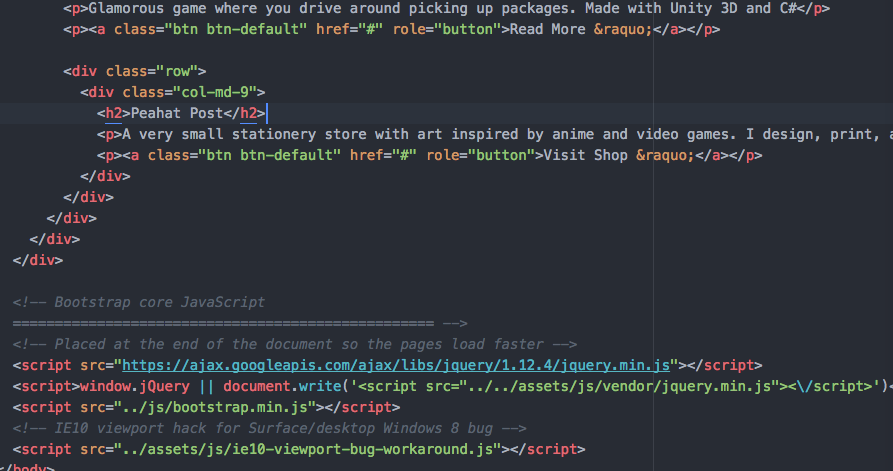 <p>Glamorous game where you drive around picking up packages. Made with Unity 3D and C#</p>
<p><a class="btn btn-default" href="#" role="button">Read More &raquo;</a></p>
<div class="row">
<div class="col-md-9">
<h2>Peahat Post</h2>
<p>A very small stationery store with art inspired by anime and video games. I design, print,
<p><a class="btn btn-default" href="#" role="button">Visit Shop &raquo;</a></p>
</div>
</div>
</div>
</div>
</div>
<!-- Bootstrap core JavaScript
================================================== -->
<!-- Placed at the end of the document so the pages load faster -->
<script src="https://ajax.googleapis.com/ajax/libs/jquery/1.12.4/jquery.min.js"></script>
<script>window.jQuery || document.write('<script src="../../assets/js/vendor/jquery.min.js"><\/script>')<
<script src="../js/bootstrap.min.js"></script>
<!-- IE10 viewport hack for Surface/desktop Windows 8 bug -->
<script src="../assets/js/ie10-viewport-bug-workaround.js"></script>
</body>